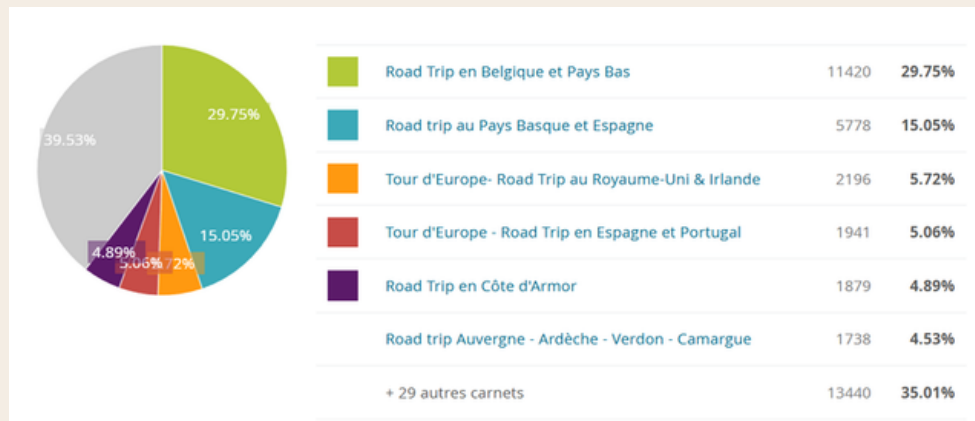 29.75%
39.53%
15.05%
4.89%
5.06%
72%
Road Trip en Belgique et Pays Bas 11420 29.75%
Road trip au Pays Basque et Espagne 5778 15.05%
Tour d'Europe- Road Trip au Royaume-Uni & Irlande 2196 5.72%
Tour d'Europe - Road Trip en Espagne et Portugal 1941 5.06%
Road Trip en Côte d'Armor 1879 4.89%
Road trip Auvergne - Ardèche - Verdon - Camargue 1738 4.53%
+ 29 autres carnets 13440 35.01%